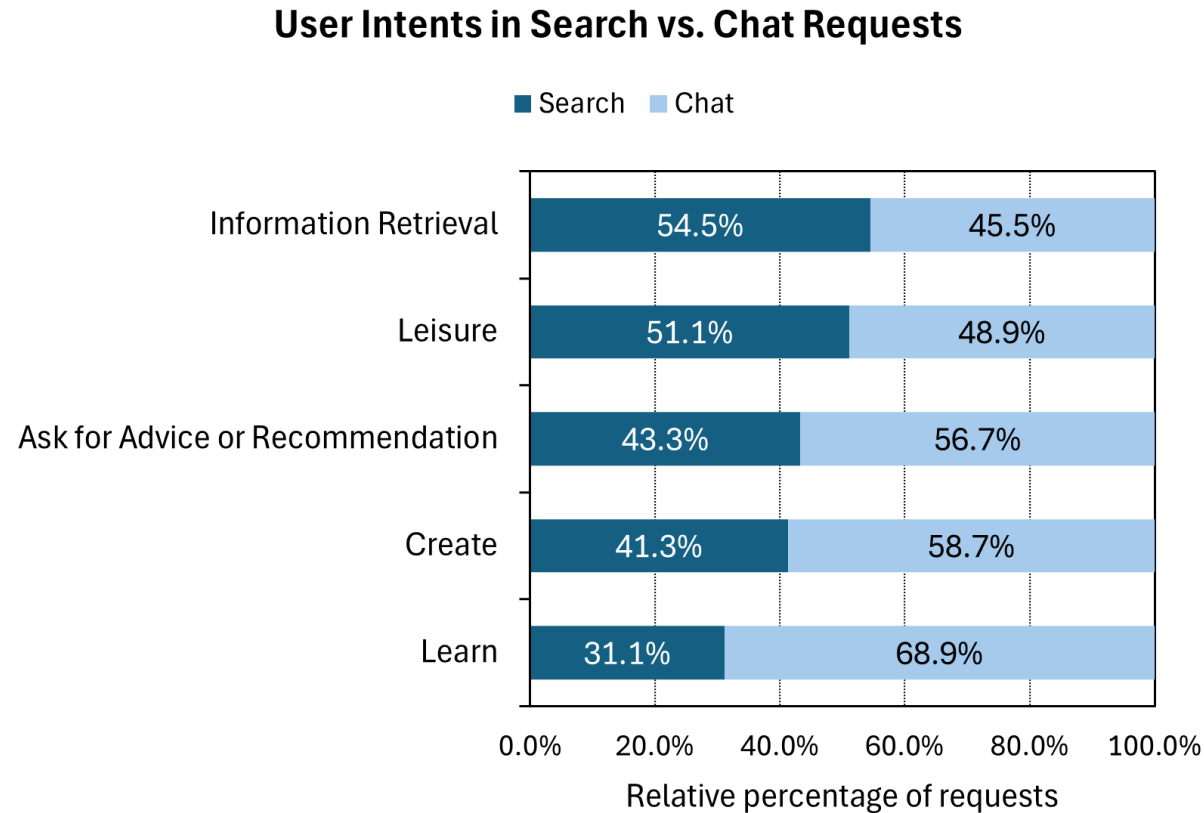 User Intents in Search vs. Chat Requests
Search Chat
Information Retrieval 54.5% 45.5%
Leisure 51.1% 48.9%
Ask for Advice or Recommendation 43.3% 56.7%
Create 41.3% 58.7%
Learn 31.1% 68.9%
0.0% 20.0% 40.0% 60.0% 80.0% 100.0%
Relative percentage of requests